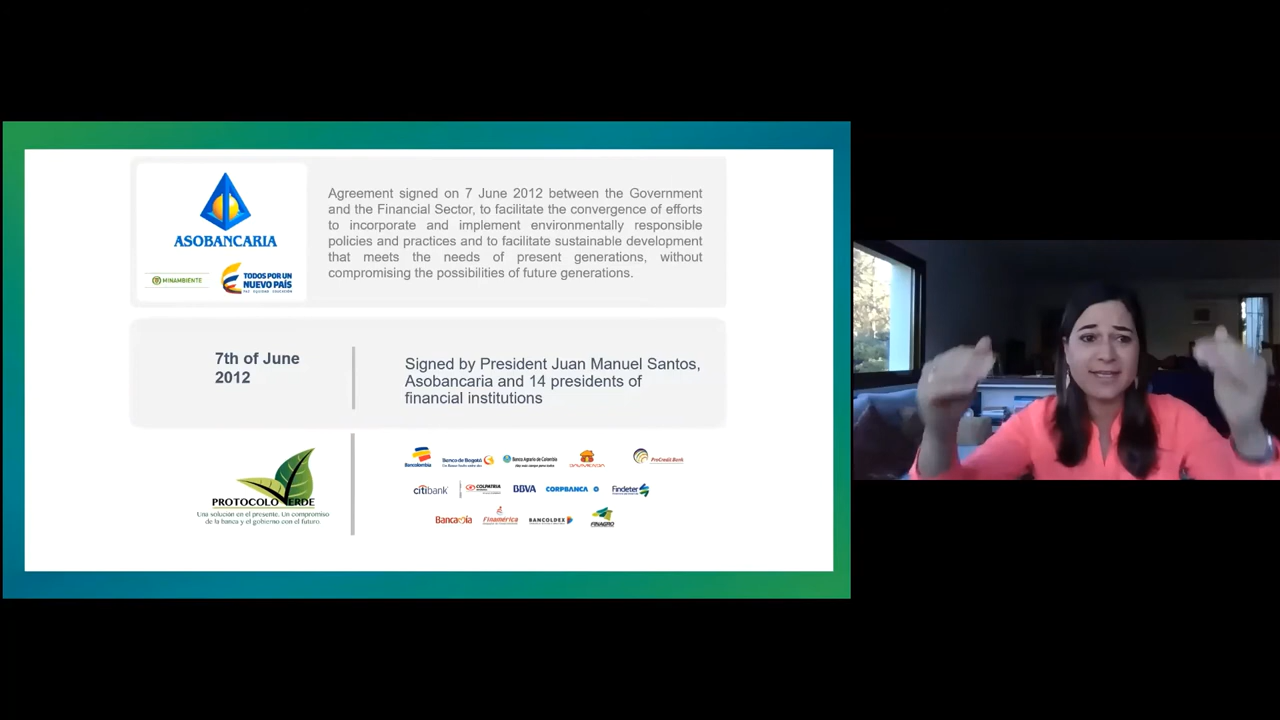 ASOBANCARIA
MINAMBIENTE
TODOS POR UN
NUEVO PAÍS
PAZ EQUIDAD EDUCACIÓN
Agreement signed on 7 June 2012 between the Government
and the Financial Sector, to facilitate the convergence of efforts
to incorporate and implement environmentally responsible
policies and practices and to facilitate sustainable development
that meets the needs of present generations, without
compromising the possibilities of future generations.
7th of June
2012
Signed by President Juan Manuel Santos,
Asobancaria and 14 presidents of
financial institutions
PROTOCOLO VERDE
Una solución en el presente. Un compromiso
de la banca y el gobierno con el futuro.
Bancolombia
Banco de Bogotá
Banco Agrario de Colombia
DAVIVIENDA
ProCredit Bank
citibank
COLPATRIA
BBVA
CORPBANCA
Findeter
Bancamía
Finamérica
BANCOLDEX
FINAGRO